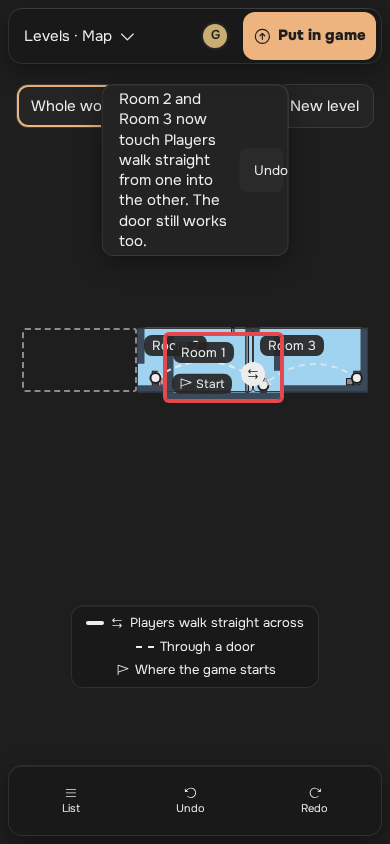 Levels · Map
G
Put in game
Whole wo
New level
Room 2 and
Room 3 now
touch Players
walk straight
from one into
the other. The
door still works
too.
Undo
Room 1
Room 3
Start
Players walk straight across
Through a door
Where the game starts
List
Undo
Redo